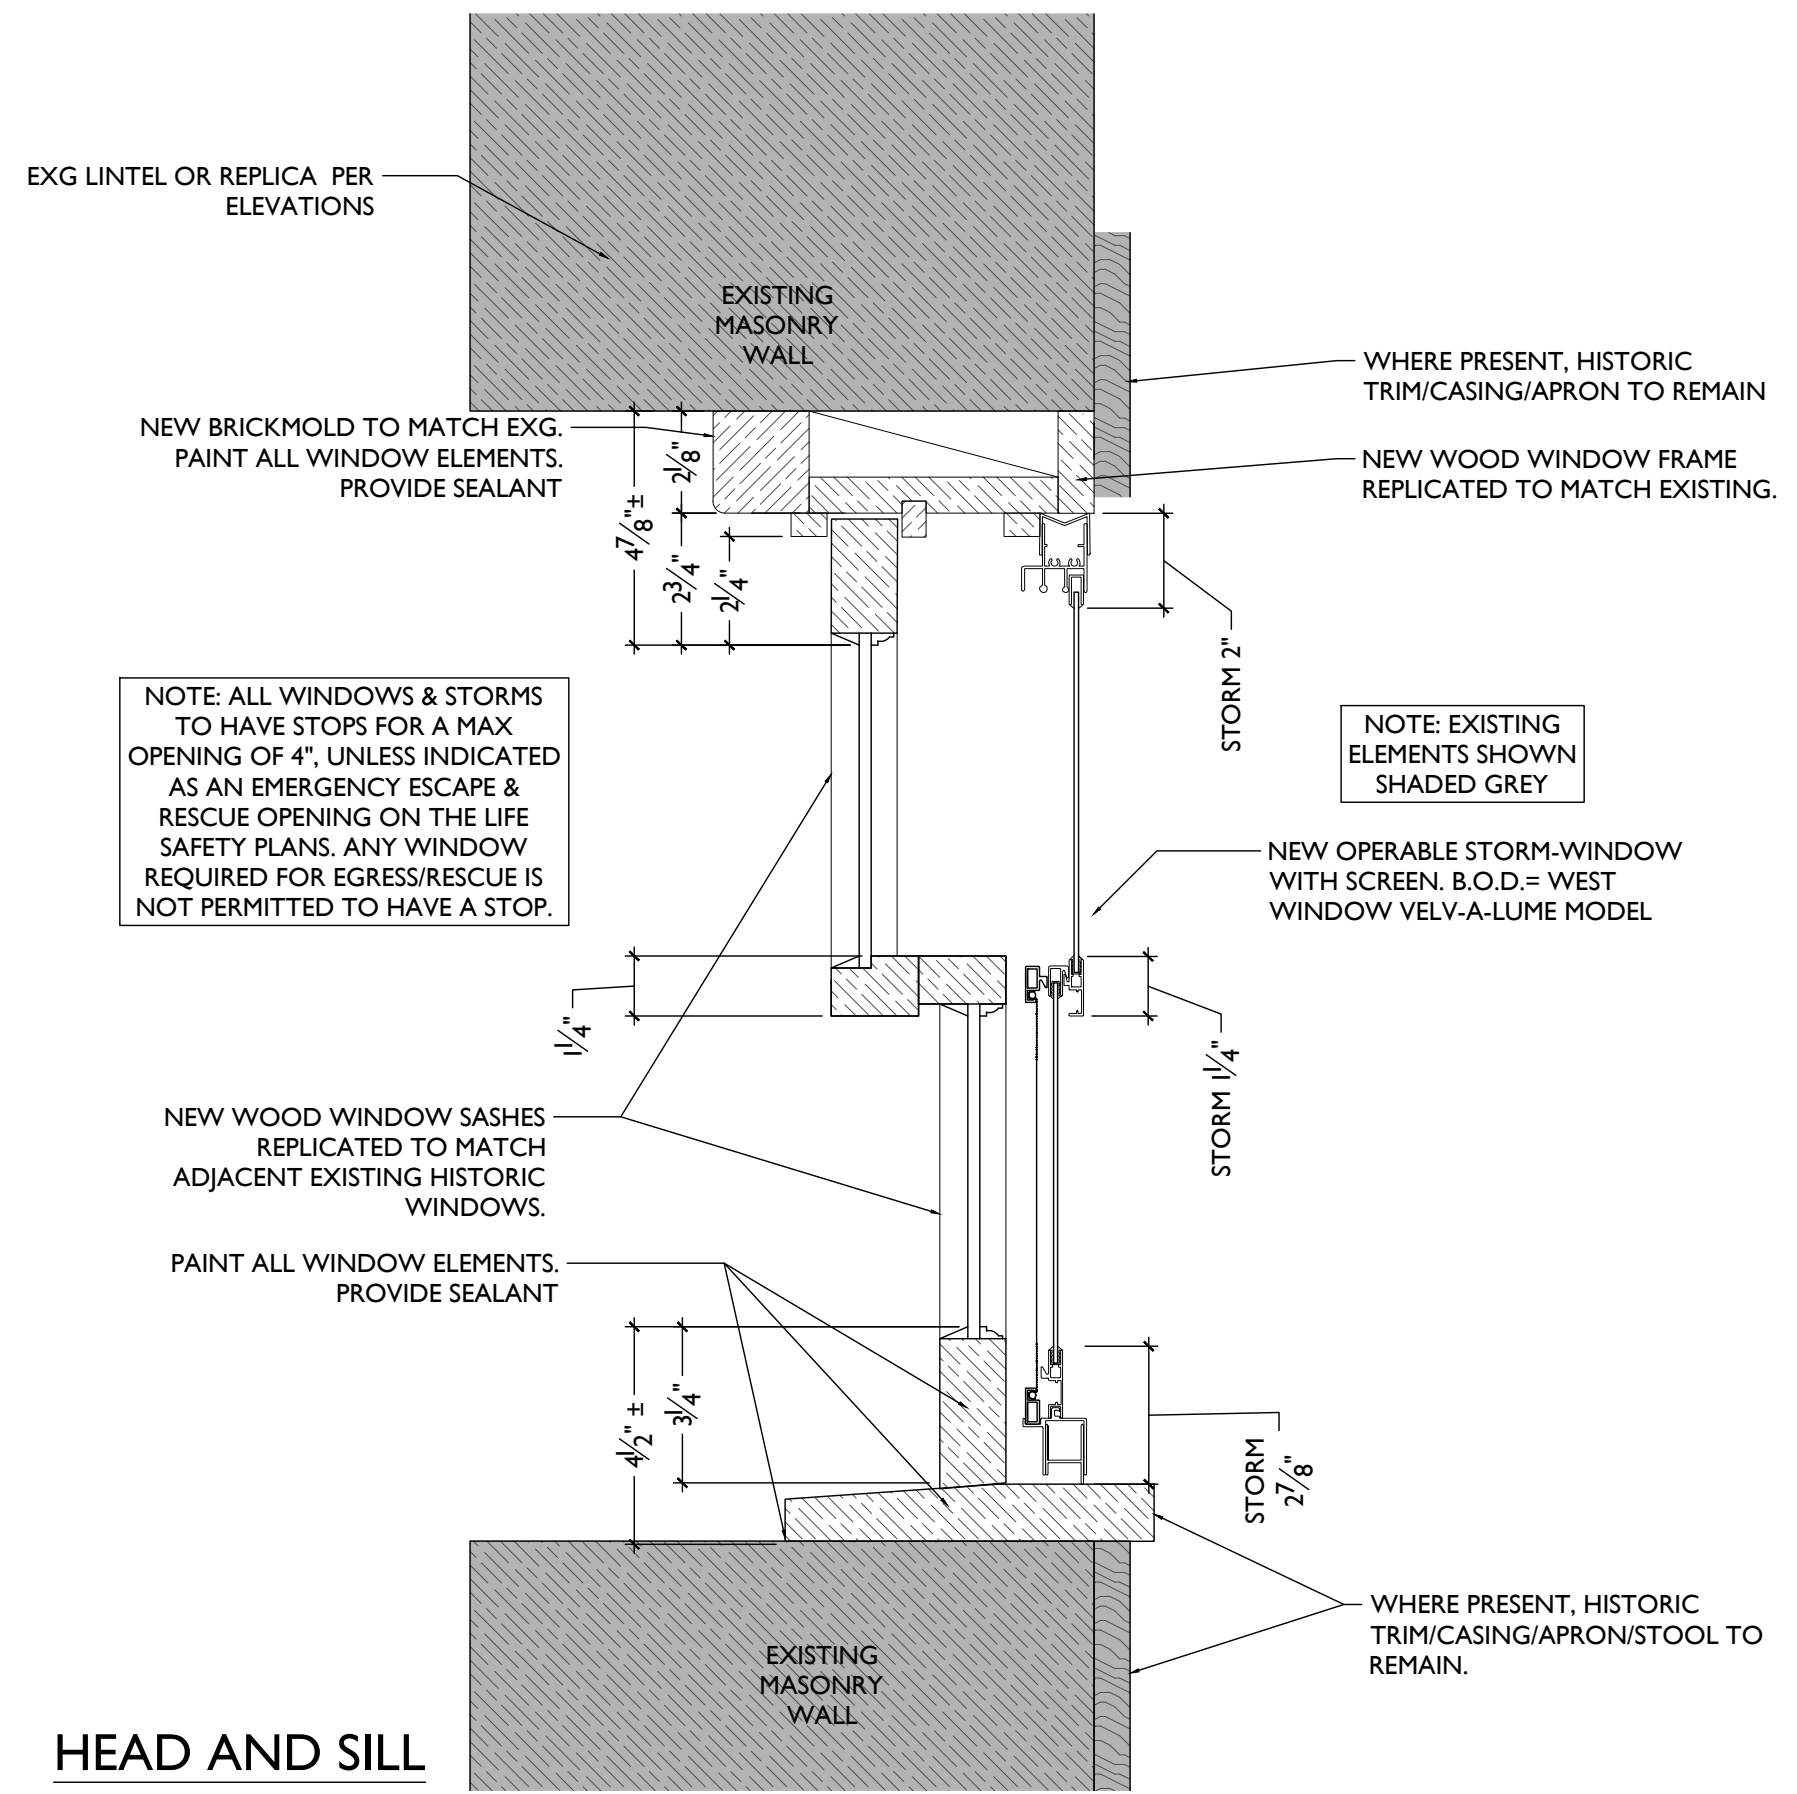 EXG LINTEL OR REPLICA PER
ELEVATIONS
EXISTING
MASONRY
WALL
WHERE PRESENT, HISTORIC
TRIM/CASING/APRON TO REMAIN
NEW BRICKMOLD TO MATCH EXG.
PAINT ALL WINDOW ELEMENTS.
PROVIDE SEALANT
NEW WOOD WINDOW FRAME
REPLICATED TO MATCH EXISTING.
4 7/8"±
2 1/8"
2 3/4"
2 1/4"
STORM 2"
NOTE: ALL WINDOWS & STORMS
TO HAVE STOPS FOR A MAX
OPENING OF 4", UNLESS INDICATED
AS AN EMERGENCY ESCAPE &
RESCUE OPENING ON THE LIFE
SAFETY PLANS. ANY WINDOW
REQUIRED FOR EGRESS/RESCUE IS
NOT PERMITTED TO HAVE A STOP.
NOTE: EXISTING
ELEMENTS SHOWN
SHADED GREY
NEW OPERABLE STORM-WINDOW
WITH SCREEN. B.O.D.= WEST
WINDOW VELV-A-LUME MODEL
1 1/4"
STORM 1 1/4"
NEW WOOD WINDOW SASHES
REPLICATED TO MATCH
ADJACENT EXISTING HISTORIC
WINDOWS.
PAINT ALL WINDOW ELEMENTS.
PROVIDE SEALANT
4 1/2" ±
3 1/4"
STORM
2 7/8"
WHERE PRESENT, HISTORIC
TRIM/CASING/APRON/STOOL TO
REMAIN.
EXISTING
MASONRY
WALL
HEAD AND SILL